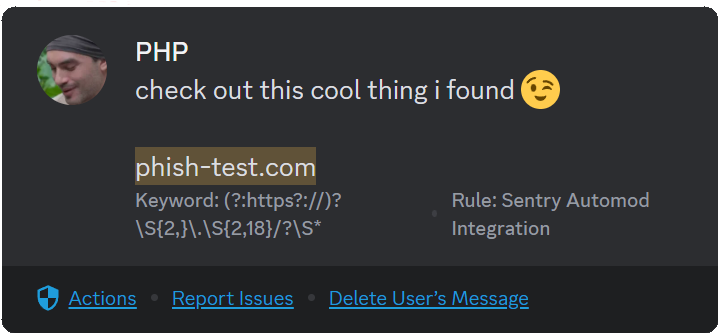 PHP
check out this cool thing i found 😉
phish-test.com
Keyword: (?:https?://)?
\S{2,}\.\S{2,18}/?\S*
• Rule: Sentry Automod
Integration
Actions • Report Issues • Delete User's Message